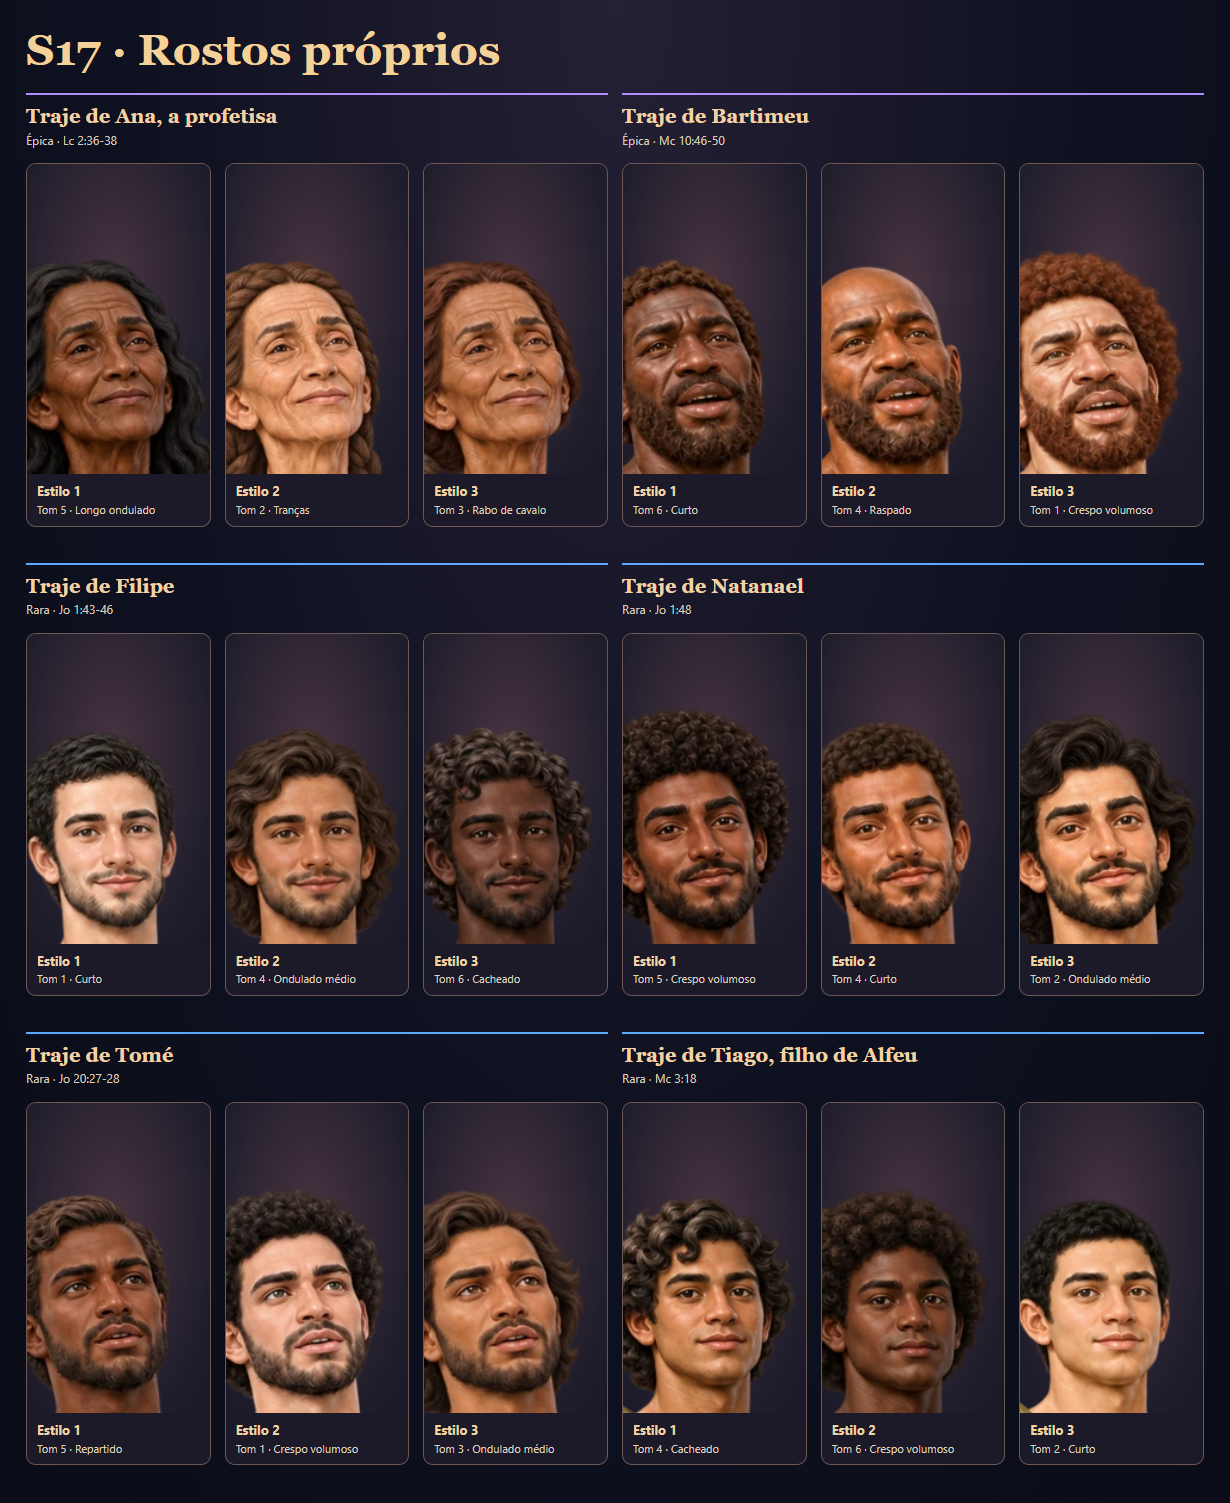 S17 · Rostos próprios
Traje de Ana, a profetisa
Épica · Lc 2:36-38
Estilo 1
Tom 5 · Longo ondulado
Estilo 2
Tom 2 · Tranças
Estilo 3
Tom 3 · Rabo de cavalo
Traje de Bartimeu
Épica · Mc 10:46-50
Estilo 1
Tom 6 · Curto
Estilo 2
Tom 4 · Raspado
Estilo 3
Tom 1 · Crespo volumoso
Traje de Filipe
Rara · Jo 1:43-46
Estilo 1
Tom 1 · Curto
Estilo 2
Tom 4 · Ondulado médio
Estilo 3
Tom 6 · Cacheado
Traje de Natanael
Rara · Jo 1:48
Estilo 1
Tom 5 · Crespo volumoso
Estilo 2
Tom 4 · Curto
Estilo 3
Tom 2 · Ondulado médio
Traje de Tomé
Rara · Jo 20:27-28
Estilo 1
Tom 5 · Repartido
Estilo 2
Tom 1 · Crespo volumoso
Estilo 3
Tom 3 · Ondulado médio
Traje de Tiago, filho de Alfeu
Rara · Mc 3:18
Estilo 1
Tom 4 · Cacheado
Estilo 2
Tom 6 · Crespo volumoso
Estilo 3
Tom 2 · Curto